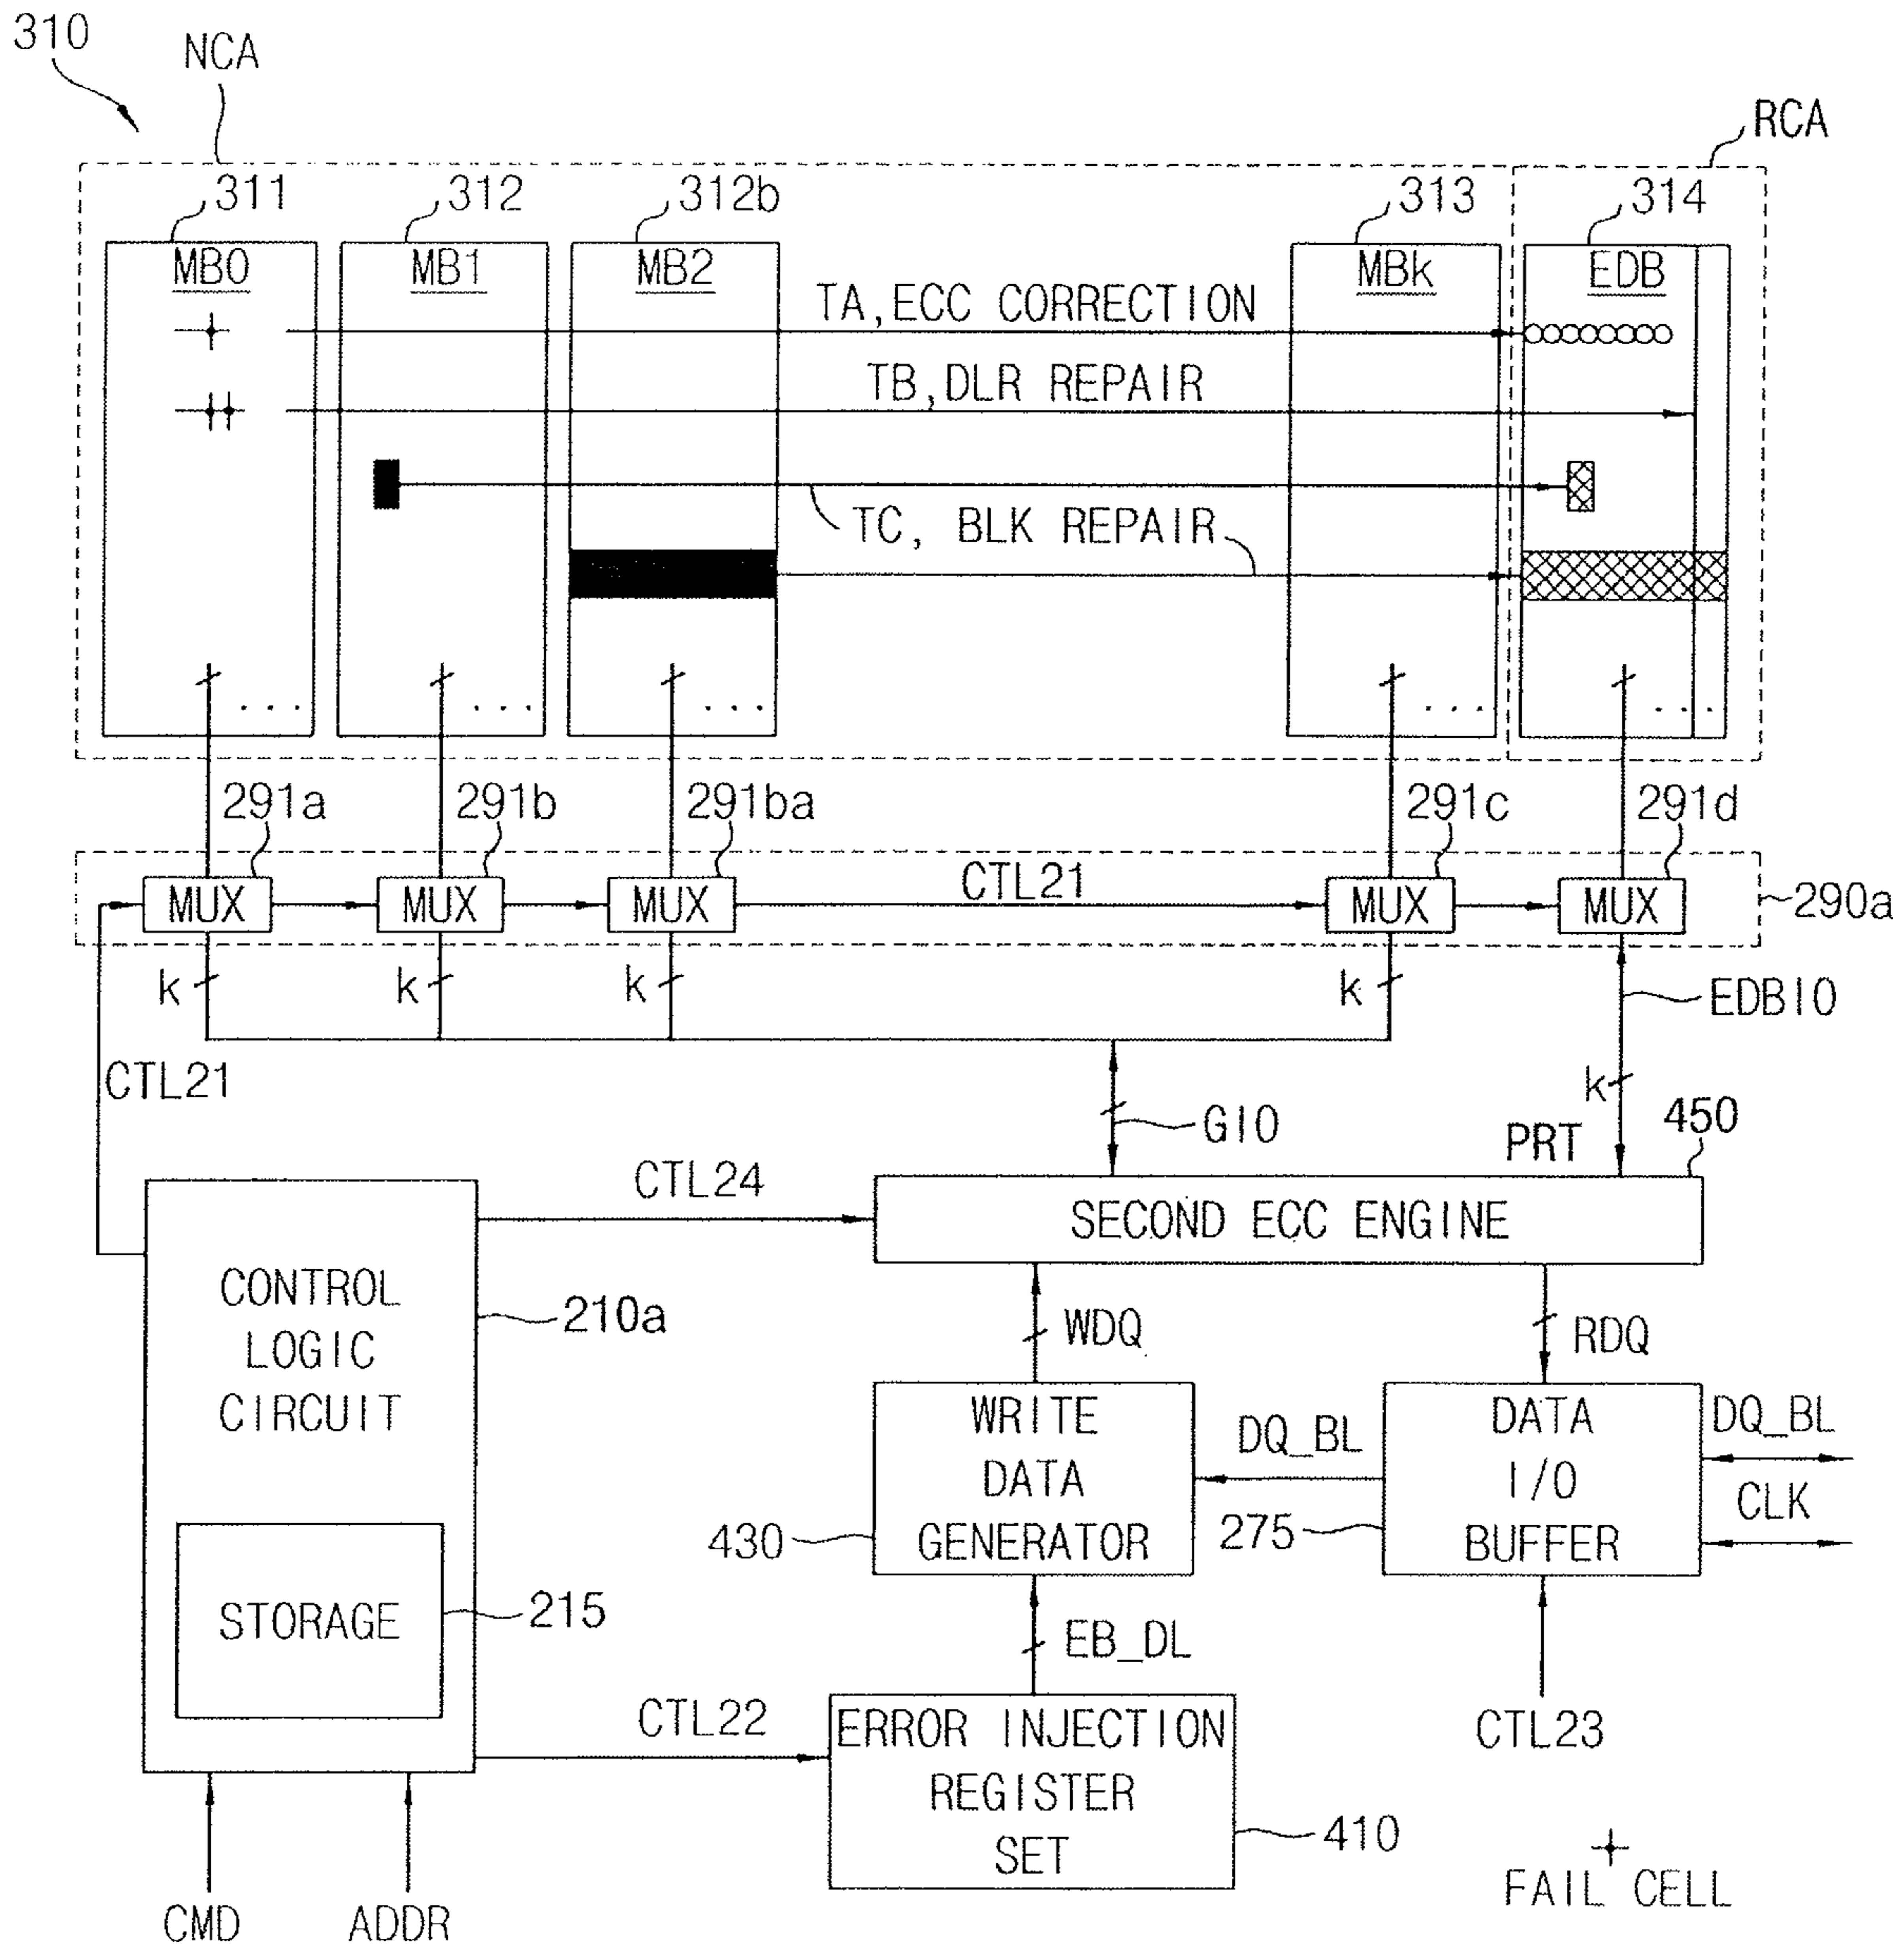 310
NCA
RCA
311
312
312b
313
314
MB0
MB1
MB2
MBk
EDB
TA,ECC CORRECTION
TB,DLR REPAIR
TC, BLK REPAIR
...
...
...
...
...
291a
291b
291ba
291c
291d
MUX
MUX
MUX
CTL21
MUX
MUX
290a
k
k
k
k
EDBIO
CTL21
k
GIO
PRT
450
CTL24
SECOND ECC ENGINE
CONTROL
LOGIC
CIRCUIT
210a
WDQ
RDQ
WRITE
DATA
GENERATOR
430
DQ_BL
DATA
I/O
BUFFER
275
DQ_BL
CLK
STORAGE
215
EB_DL
CTL22
CTL23
ERROR INJECTION
REGISTER
SET
410
FAIL CELL
CMD
ADDR